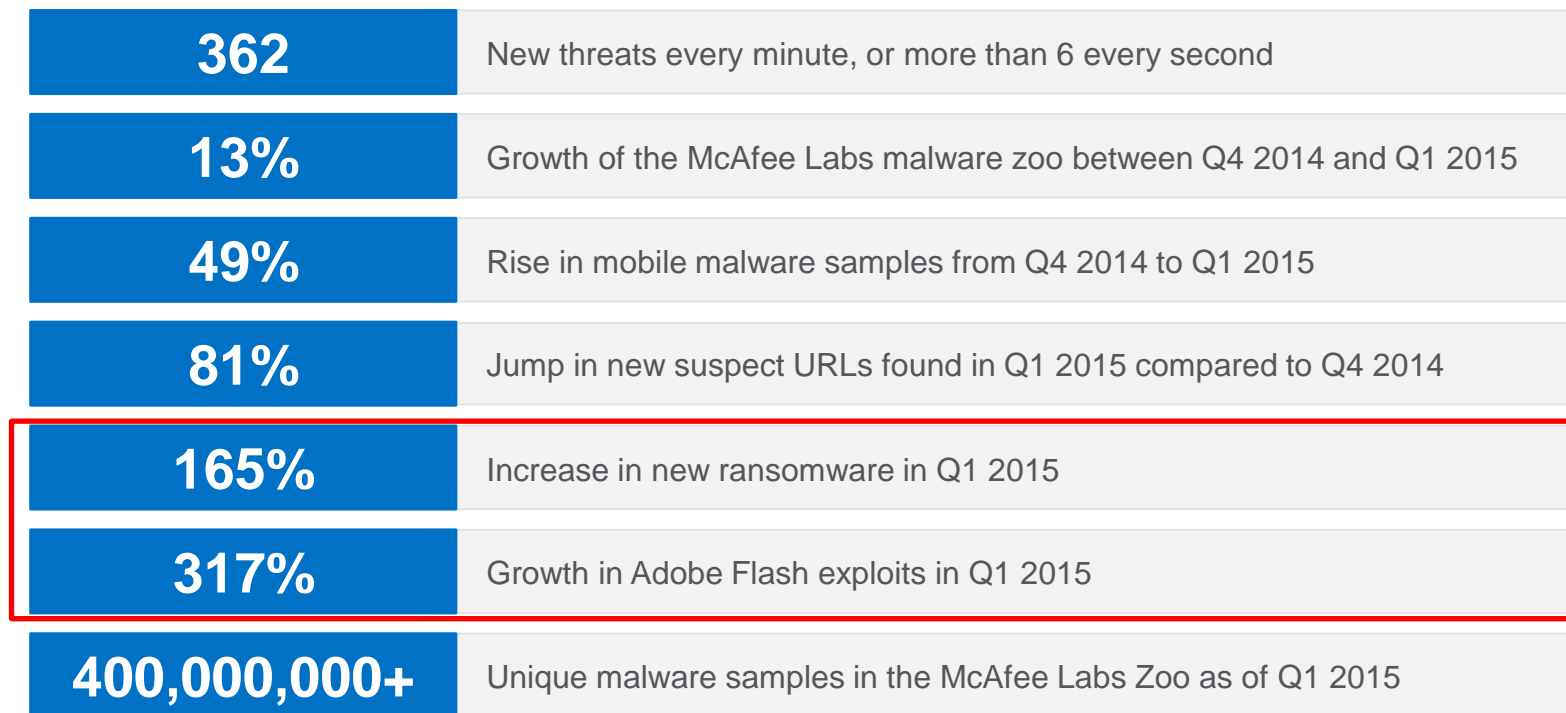 362
New threats every minute, or more than 6 every second
13%
Growth of the McAfee Labs malware zoo between Q4 2014 and Q1 2015
49%
Rise in mobile malware samples from Q4 2014 to Q1 2015
81%
Jump in new suspect URLs found in Q1 2015 compared to Q4 2014
165%
Increase in new ransomware in Q1 2015
317%
Growth in Adobe Flash exploits in Q1 2015
400,000,000+
Unique malware samples in the McAfee Labs Zoo as of Q1 2015